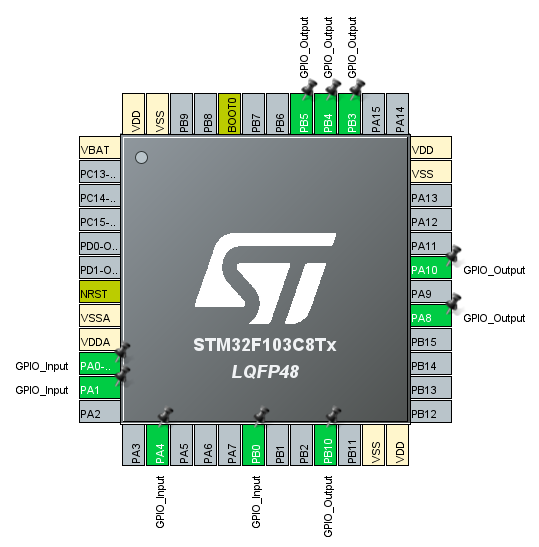 GPIO_Output
GPIO_Output
GPIO_Output
VDD
VSS
PB9
PB8
BOOT0
PB7
PB6
PB5
PB4
PB3
PA15
PA14
VBAT
PC13-..
PC14-..
PC15-..
PD0-O..
PD1-O..
NRST
VSSA
VDDA
GPIO_Input
PA0-..
GPIO_Input
PA1
PA2
ST
STM32F103C8Tx
LQFP48
VDD
VSS
PA13
PA12
PA11
PA10
GPIO_Output
PA9
PA8
GPIO_Output
PB15
PB14
PB13
PB12
PA3
PA4
PA5
PA6
PA7
PB0
PB1
PB2
PB10
PB11
VSS
VDD
GPIO_Input
GPIO_Input
GPIO_Output